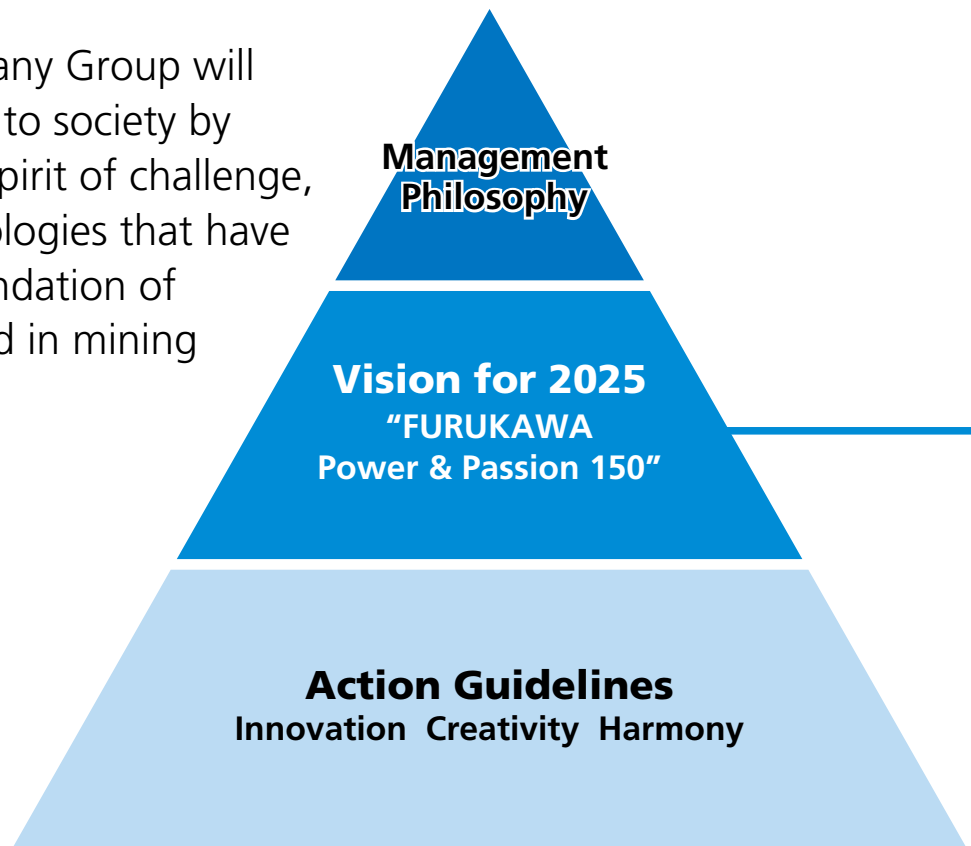 any Group will
to society by
pirit of challenge,
ologies that have
ndation of
d in mining
Management
Philosophy
Vision for 2025
“FURUKAWA
Power & Passion 150”
Action Guidelines
Innovation Creativity Harmony